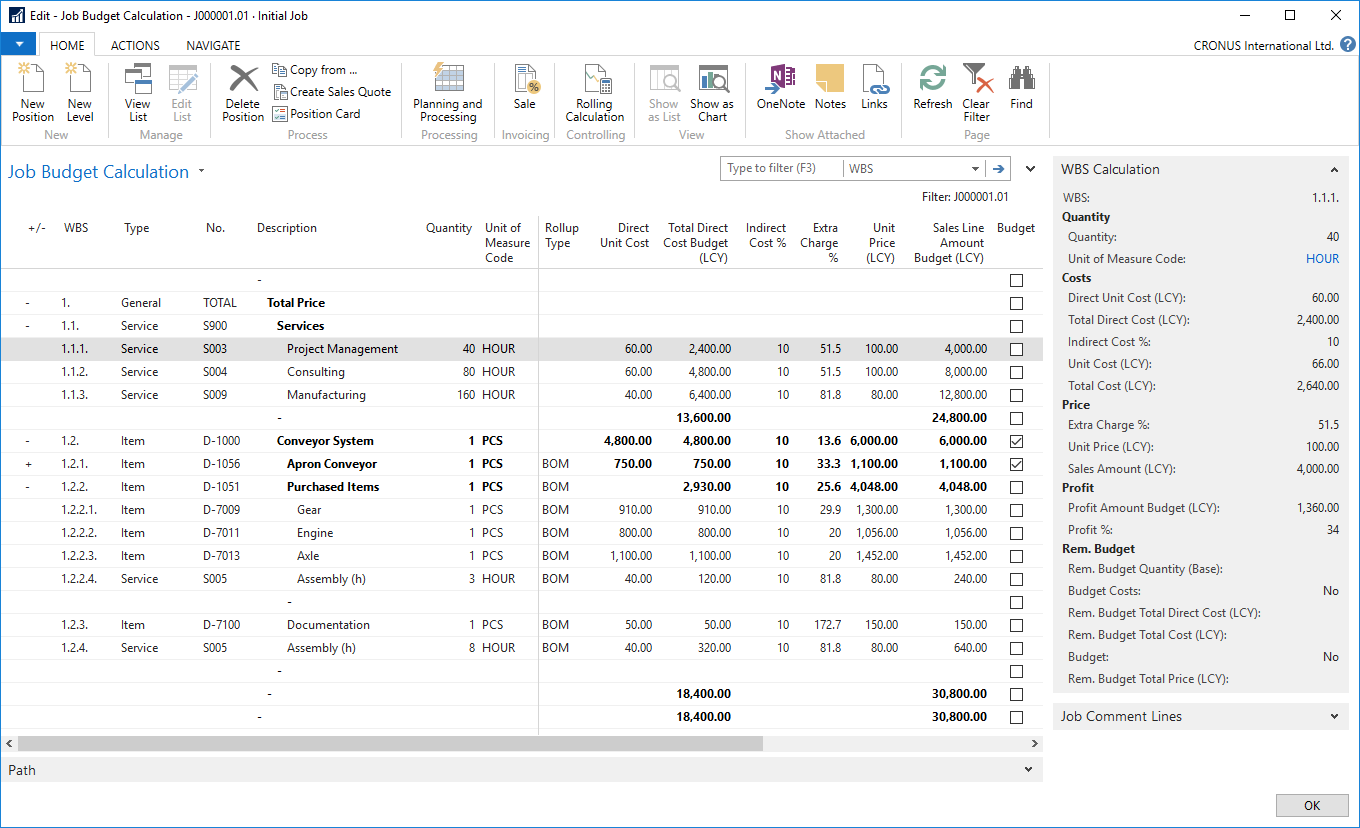 Edit - Job Budget Calculation - J000001.01 · Initial Job
HOME ACTIONS NAVIGATE CRONUS International Ltd. ?
New Position
New Level
New
View List
Edit List
Manage
Delete Position
Copy from ...
Create Sales Quote
Position Card
Process
Planning and Processing
Processing
Sale
Invoicing
Rolling Calculation
Controlling
Show as List
Show as Chart
View
OneNote
Notes
Links
Show Attached
Refresh
Clear Filter
Find
Page
Job Budget Calculation
Type to filter (F3) WBS
Filter: J000001.01
+/- WBS Type No. Description Quantity Unit of Measure Code Rollup Type Direct Unit Cost Total Direct Cost Budget (LCY) Indirect Cost % Extra Charge % Unit Price (LCY) Sales Line Amount Budget (LCY) Budget
-
- 1. General TOTAL Total Price
- 1.1. Service S900 Services
1.1.1. Service S003 Project Management 40 HOUR 60.00 2,400.00 10 51.5 100.00 4,000.00
1.1.2. Service S004 Consulting 80 HOUR 60.00 4,800.00 10 51.5 100.00 8,000.00
1.1.3. Service S009 Manufacturing 160 HOUR 40.00 6,400.00 10 81.8 80.00 12,800.00
- 13,600.00 24,800.00
- 1.2. Item D-1000 Conveyor System 1 PCS 4,800.00 4,800.00 10 13.6 6,000.00 6,000.00
+ 1.2.1. Item D-1056 Apron Conveyor 1 PCS BOM 750.00 750.00 10 33.3 1,100.00 1,100.00
- 1.2.2. Item D-1051 Purchased Items 1 PCS BOM 2,930.00 10 25.6 4,048.00 4,048.00
1.2.2.1. Item D-7009 Gear 1 PCS BOM 910.00 910.00 10 29.9 1,300.00 1,300.00
1.2.2.2. Item D-7011 Engine 1 PCS BOM 800.00 800.00 10 20 1,056.00 1,056.00
1.2.2.3. Item D-7013 Axle 1 PCS BOM 1,100.00 1,100.00 10 20 1,452.00 1,452.00
1.2.2.4. Service S005 Assembly (h) 3 HOUR BOM 40.00 120.00 10 81.8 80.00 240.00
-
1.2.3. Item D-7100 Documentation 1 PCS BOM 50.00 50.00 10 172.7 150.00 150.00
1.2.4. Service S005 Assembly (h) 8 HOUR BOM 40.00 320.00 10 81.8 80.00 640.00
-
- 18,400.00 30,800.00
- 18,400.00 30,800.00
Path
WBS Calculation
WBS: 1.1.1.
Quantity
Quantity: 40
Unit of Measure Code: HOUR
Costs
Direct Unit Cost (LCY): 60.00
Total Direct Cost (LCY): 2,400.00
Indirect Cost %: 10
Unit Cost (LCY): 66.00
Total Cost (LCY): 2,640.00
Price
Extra Charge %: 51.5
Unit Price (LCY): 100.00
Sales Amount (LCY): 4,000.00
Profit
Profit Amount Budget (LCY): 1,360.00
Profit %: 34
Rem. Budget
Rem. Budget Quantity (Base):
Budget Costs: No
Rem. Budget Total Direct Cost (LCY):
Rem. Budget Total Cost (LCY):
Budget: No
Rem. Budget Total Price (LCY):
Job Comment Lines
OK